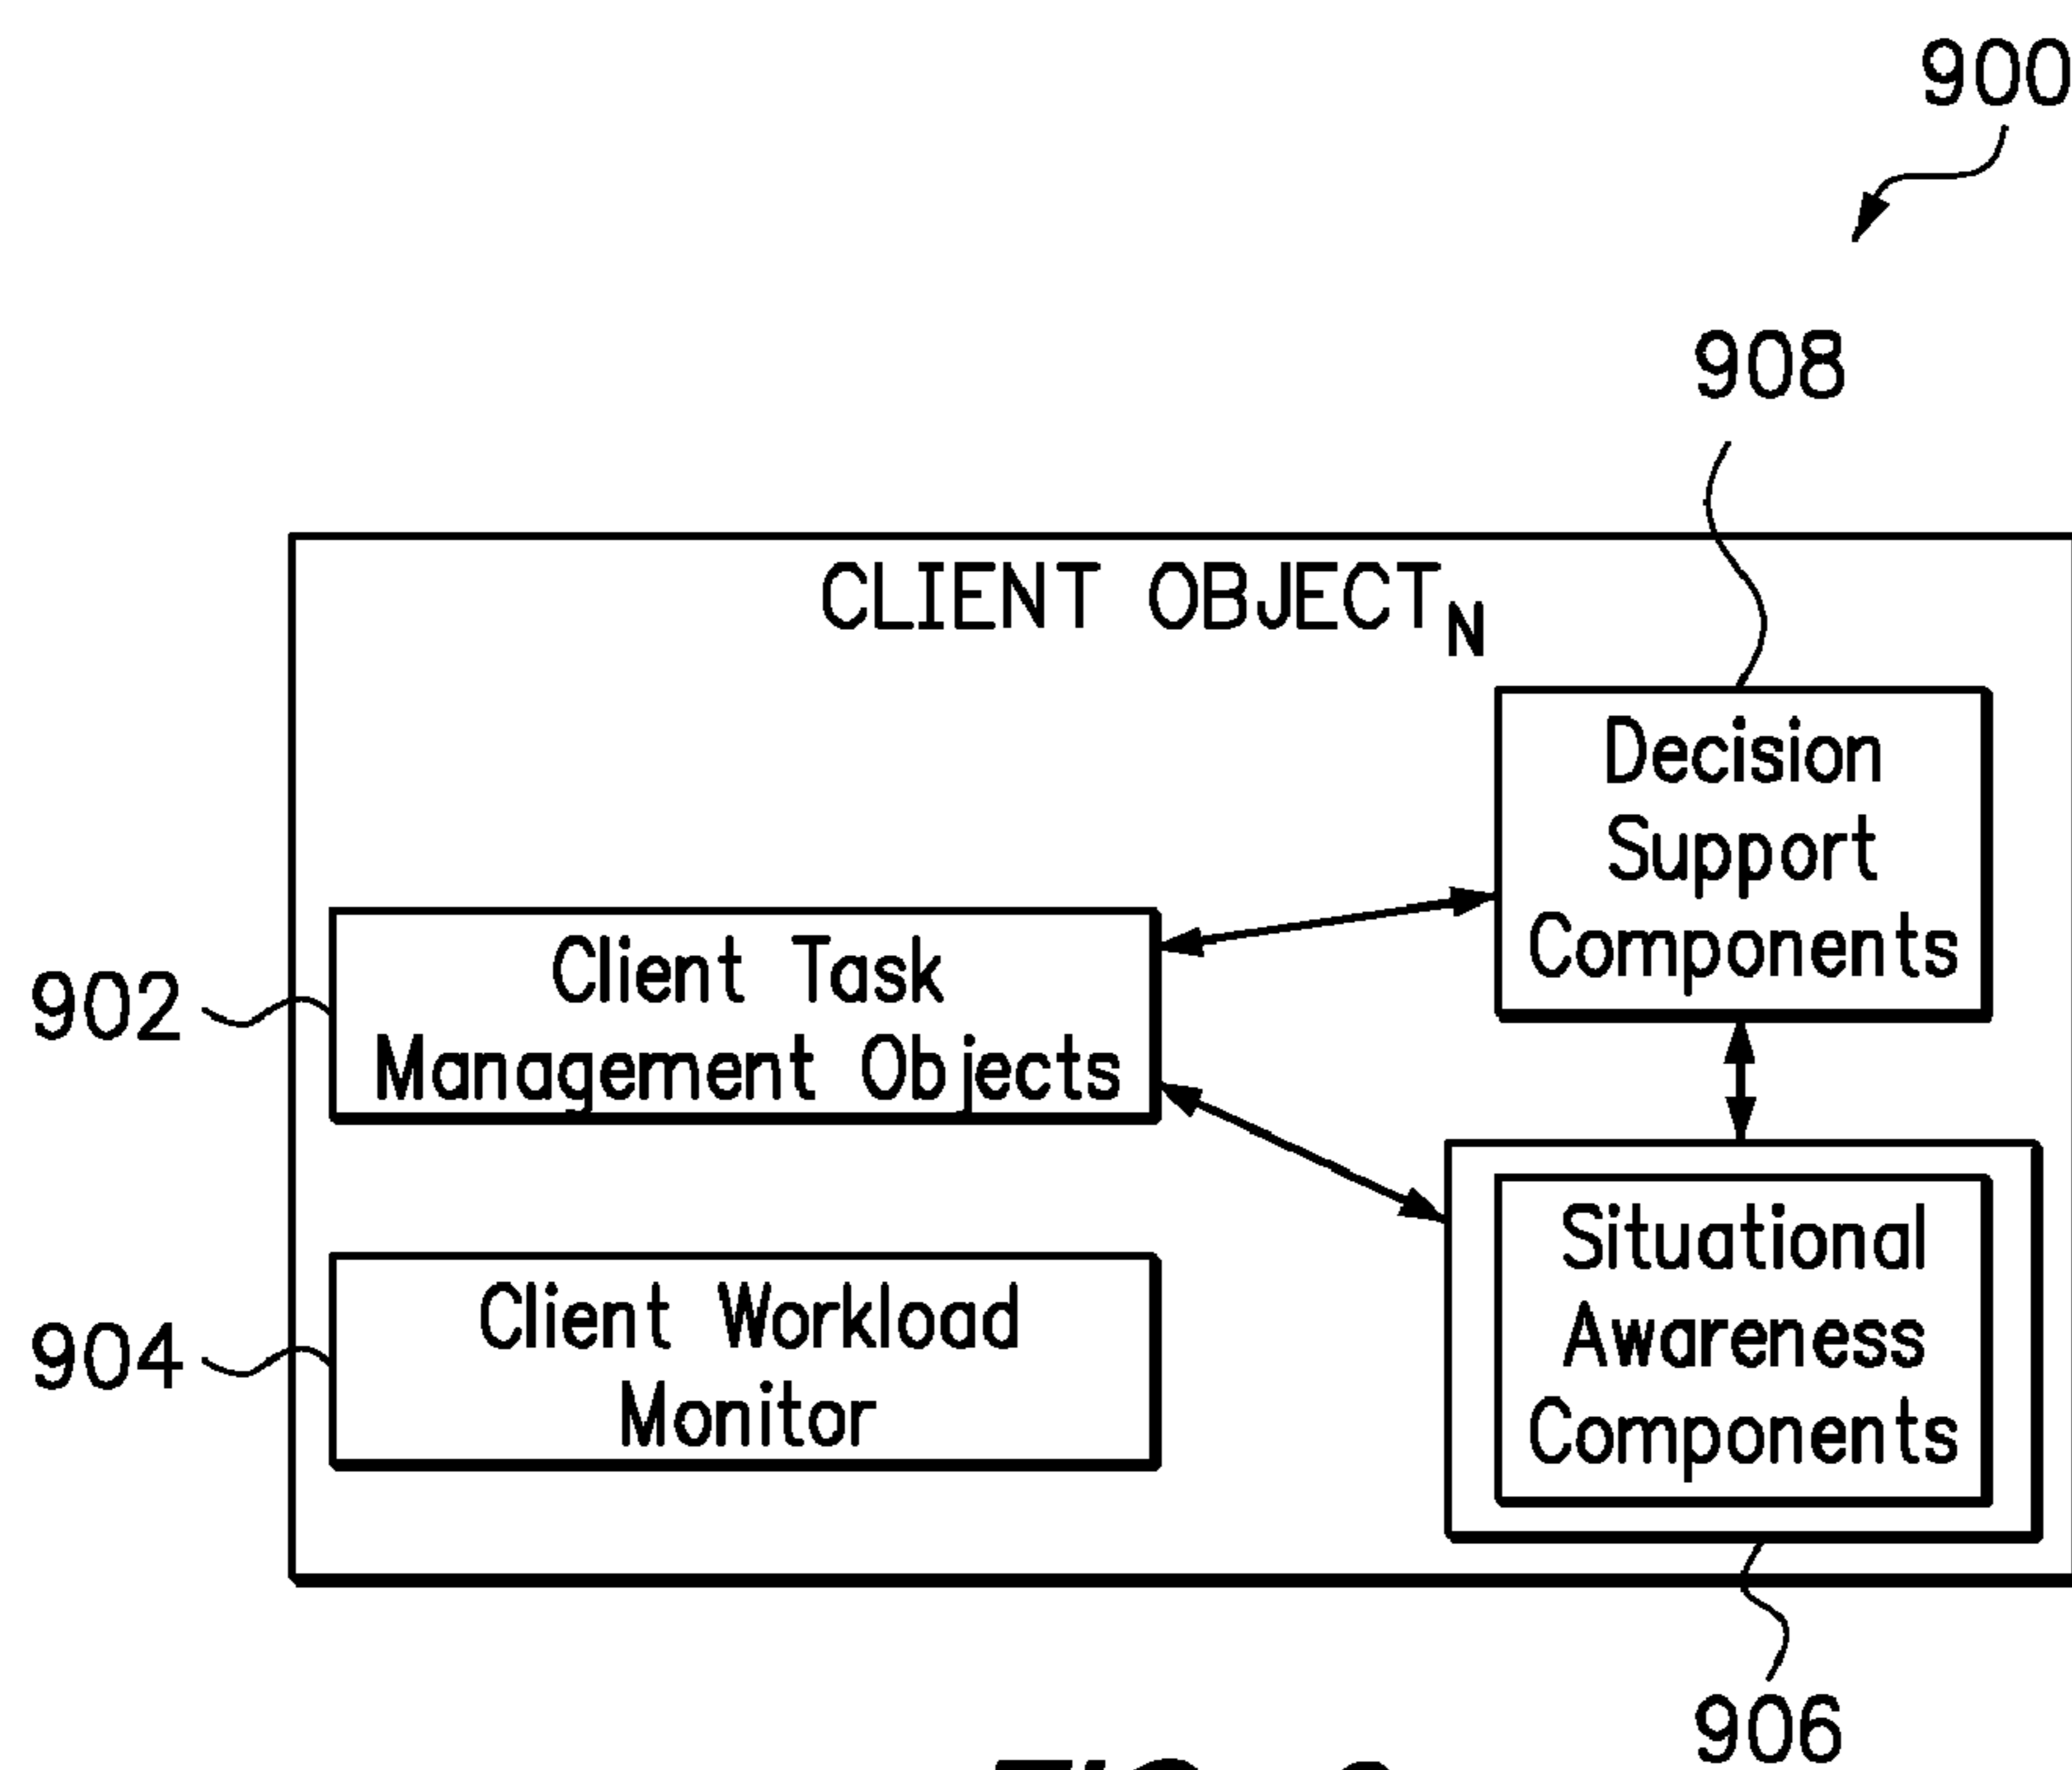 900
908
CLIENT OBJECTN
Decision
Support
Components
902
Client Task
Management Objects
904
Client Workload
Monitor
Situational
Awareness
Components
906